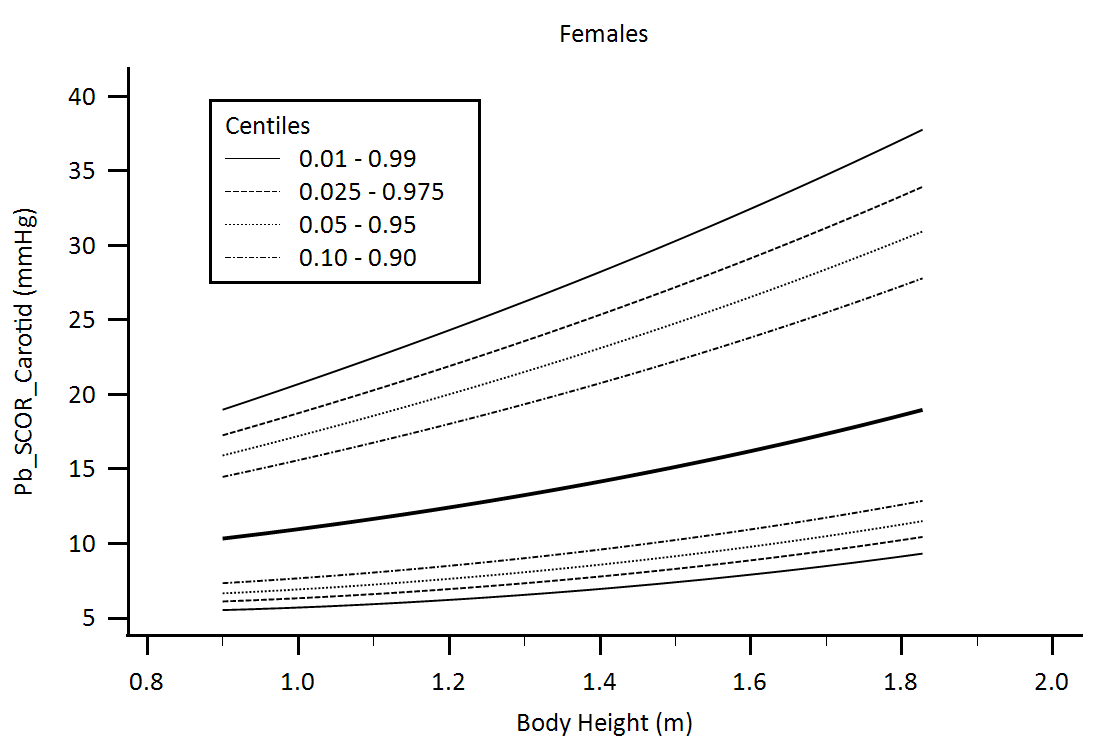 Females
40
35
30
25
20
15
10
5
Pb_SCOR_Carotid (mmHg)
Centiles
0.01 - 0.99
0.025 - 0.975
0.05 - 0.95
0.10 - 0.90
0.8 1.0 1.2 1.4 1.6 1.8 2.0
Body Height (m)